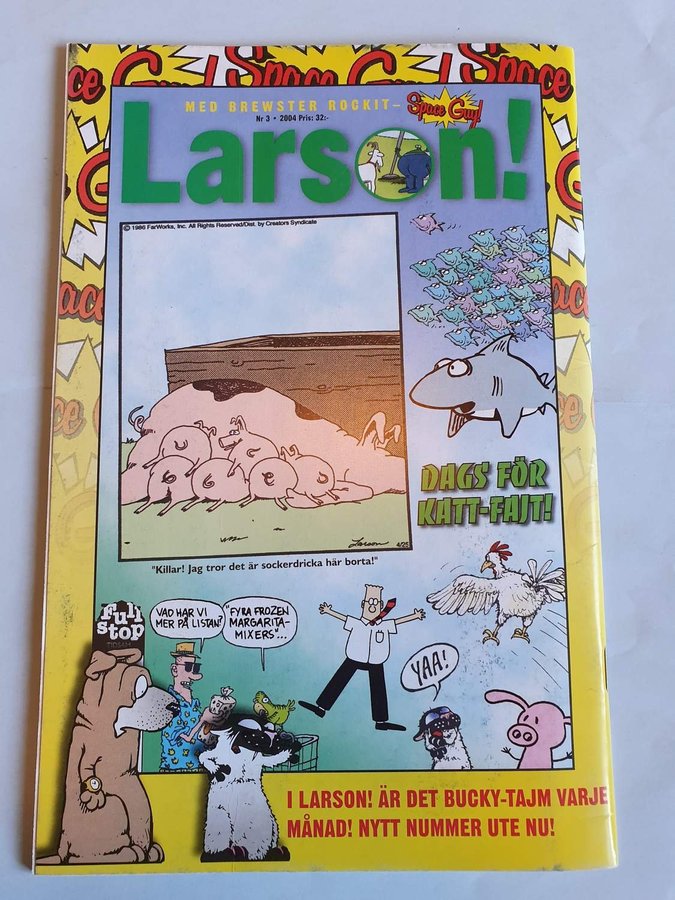 MED BREWSTER ROCKIT–
Space Guy!
Nr 3 • 2004 Pris: 32:-
Larson!
© 1986 FarWorks, Inc. All Rights Reserved/Dist. by Creators Syndicate
Larson
4/25
"Killar! Jag tror det är sockerdricka här borta!"
DAGS FÖR
KATT-FAJT!
Full
stop
VAD HAR VI
MER PÅ LISTAN?
"FYRA FROZEN
MARGARITA-
MIXERS"...
YAA!
I LARSON! ÄR DET BUCKY-TAJM VARJE
MÅNAD! NYTT NUMMER UTE NU!